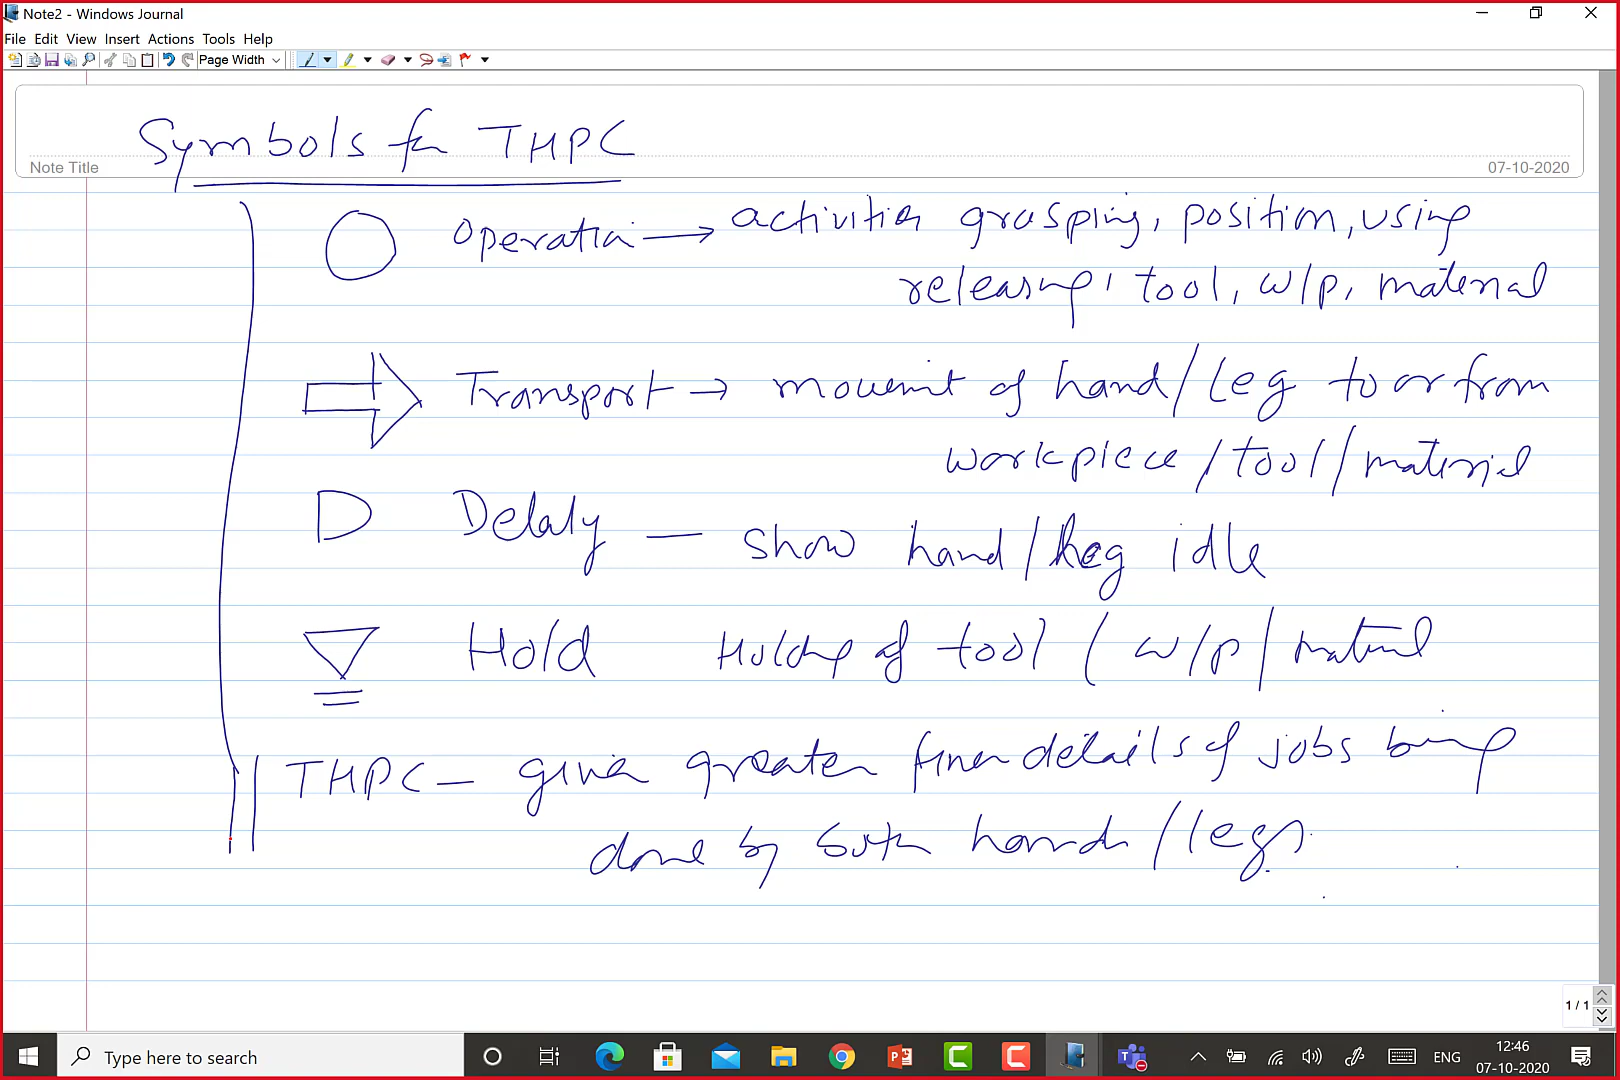 Note2 - Windows Journal
File Edit View Insert Actions Tools Help
Page Width
Symbols for THPC
Note Title
07-10-2020
Operation → activities grasping, position, using
releasing, tool, w/p, material
Transport → movement of hand/leg to or from
workpiece/tool/material
D Delaly — show hand/leg idle
Hold Holding of tool / w/p / material
THPC – gives greater finer details of jobs being
done by both hands/legs.
1 / 1
Type here to search
ENG
12:46
07-10-2020